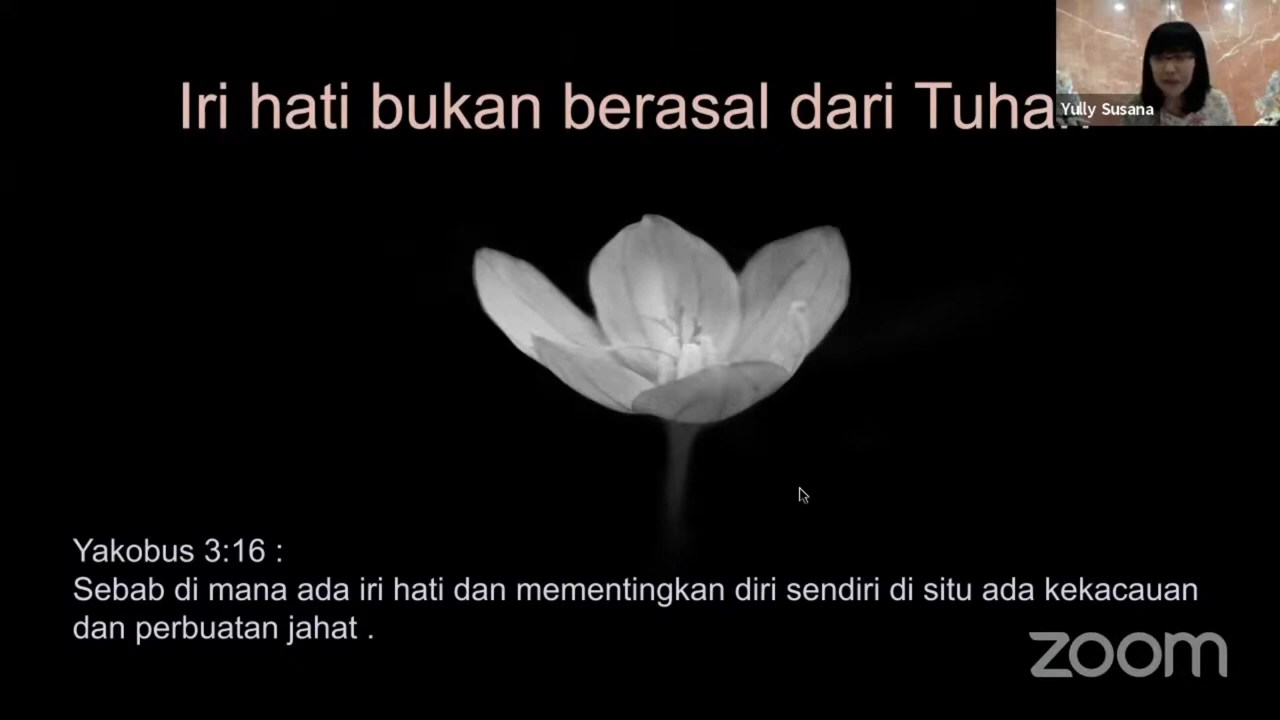 Iri hati bukan berasal dari Tuhan
Yully Susana
Yakobus 3:16 :
Sebab di mana ada iri hati dan mementingkan diri sendiri di situ ada kekacauan
dan perbuatan jahat .
zoom